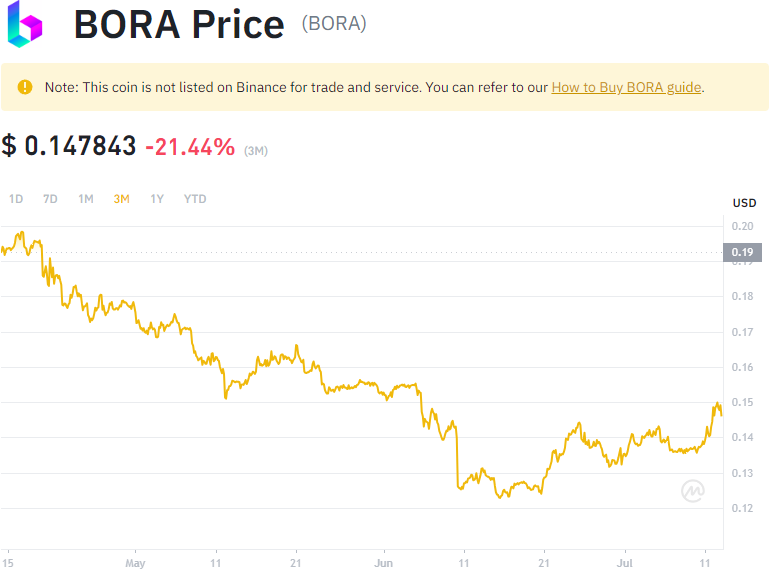 BORA Price (BORA)
Note: This coin is not listed on Binance for trade and service. You can refer to our How to Buy BORA guide.
$ 0.147843 -21.44% (3M)
1D 7D 1M 3M 1Y YTD
USD
0.20
0.19
0.19
0.18
0.17
0.16
0.15
0.14
0.13
0.12
15 May 11 21 Jun 11 21 Jul 11